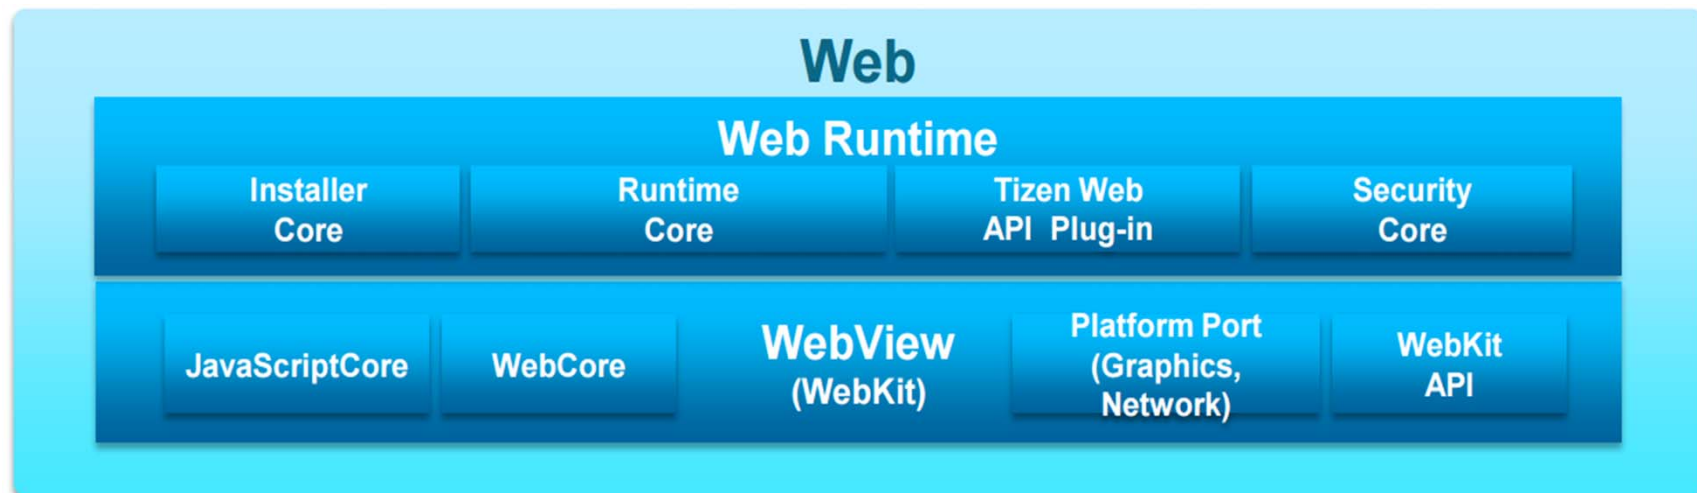 Web
Web Runtime
Installer
Core
Runtime
Core
Tizen Web
API Plug-in
Security
Core
JavaScriptCore
WebCore
WebView
(WebKit)
Platform Port
(Graphics,
Network)
WebKit
API